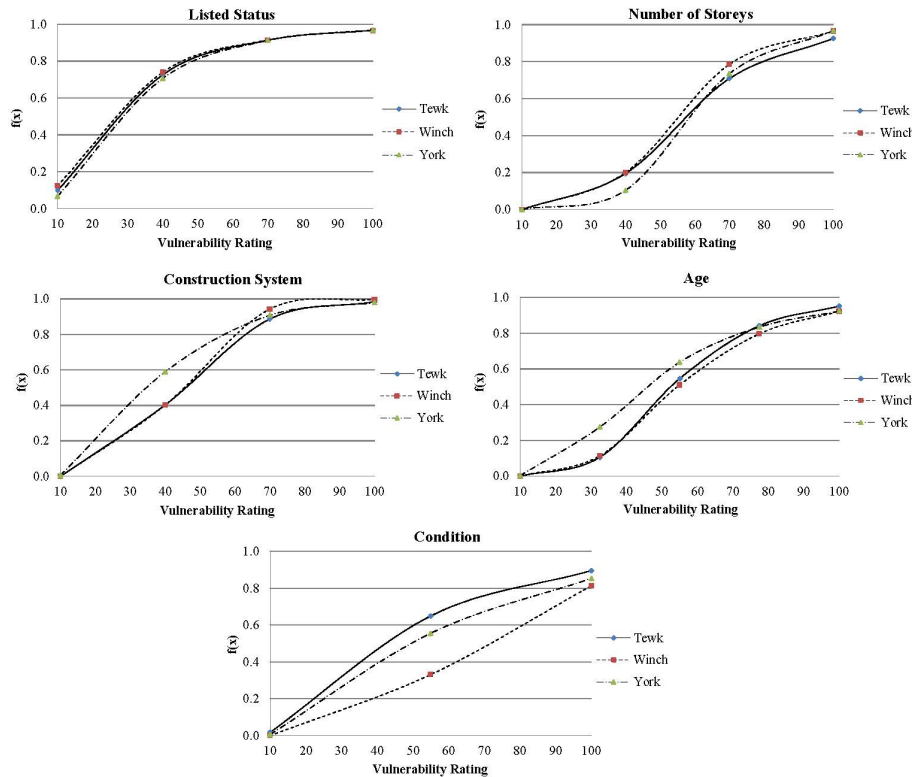 Listed Status
1.0
0.8
0.6
0.4
0.2
0.0
f(x)
10 20 30 40 50 60 70 80 90 100
Vulnerability Rating
Tewk
Winch
York
Number of Storeys
1.0
0.8
0.6
0.4
0.2
0.0
f(x)
10 20 30 40 50 60 70 80 90 100
Vulnerability Rating
Tewk
Winch
York
Construction System
1.0
0.8
0.6
0.4
0.2
0.0
f(x)
10 20 30 40 50 60 70 80 90 100
Vulnerability Rating
Tewk
Winch
York
Age
1.0
0.8
0.6
0.4
0.2
0.0
f(x)
10 20 30 40 50 60 70 80 90 100
Vulnerability Rating
Tewk
Winch
York
Condition
1.0
0.8
0.6
0.4
0.2
0.0
f(x)
10 20 30 40 50 60 70 80 90 100
Vulnerability Rating
Tewk
Winch
York